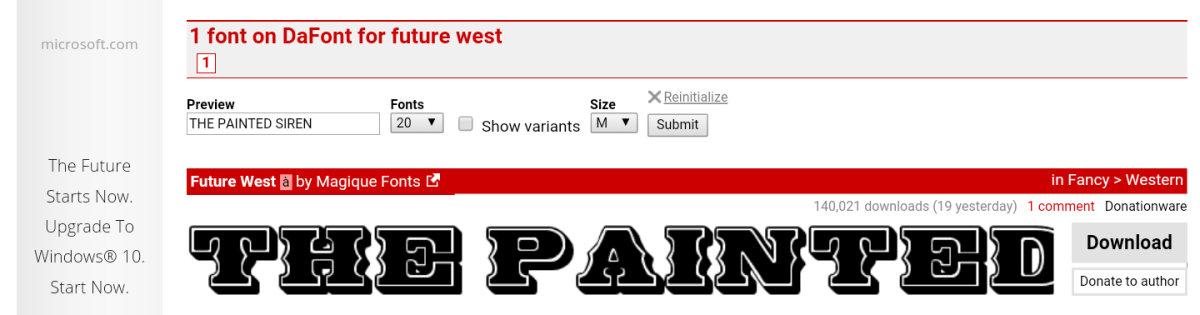 microsoft.com
The Future
Starts Now.
Upgrade To
Windows® 10.
Start Now.
1 font on DaFont for future west
1
Preview
THE PAINTED SIREN
Fonts
20
Show variants
Size
M
Reinitialize
Submit
Future West à by Magique Fonts
in Fancy > Western
140,021 downloads (19 yesterday) 1 comment Donationware
THE PAINTED
Download
Donate to author